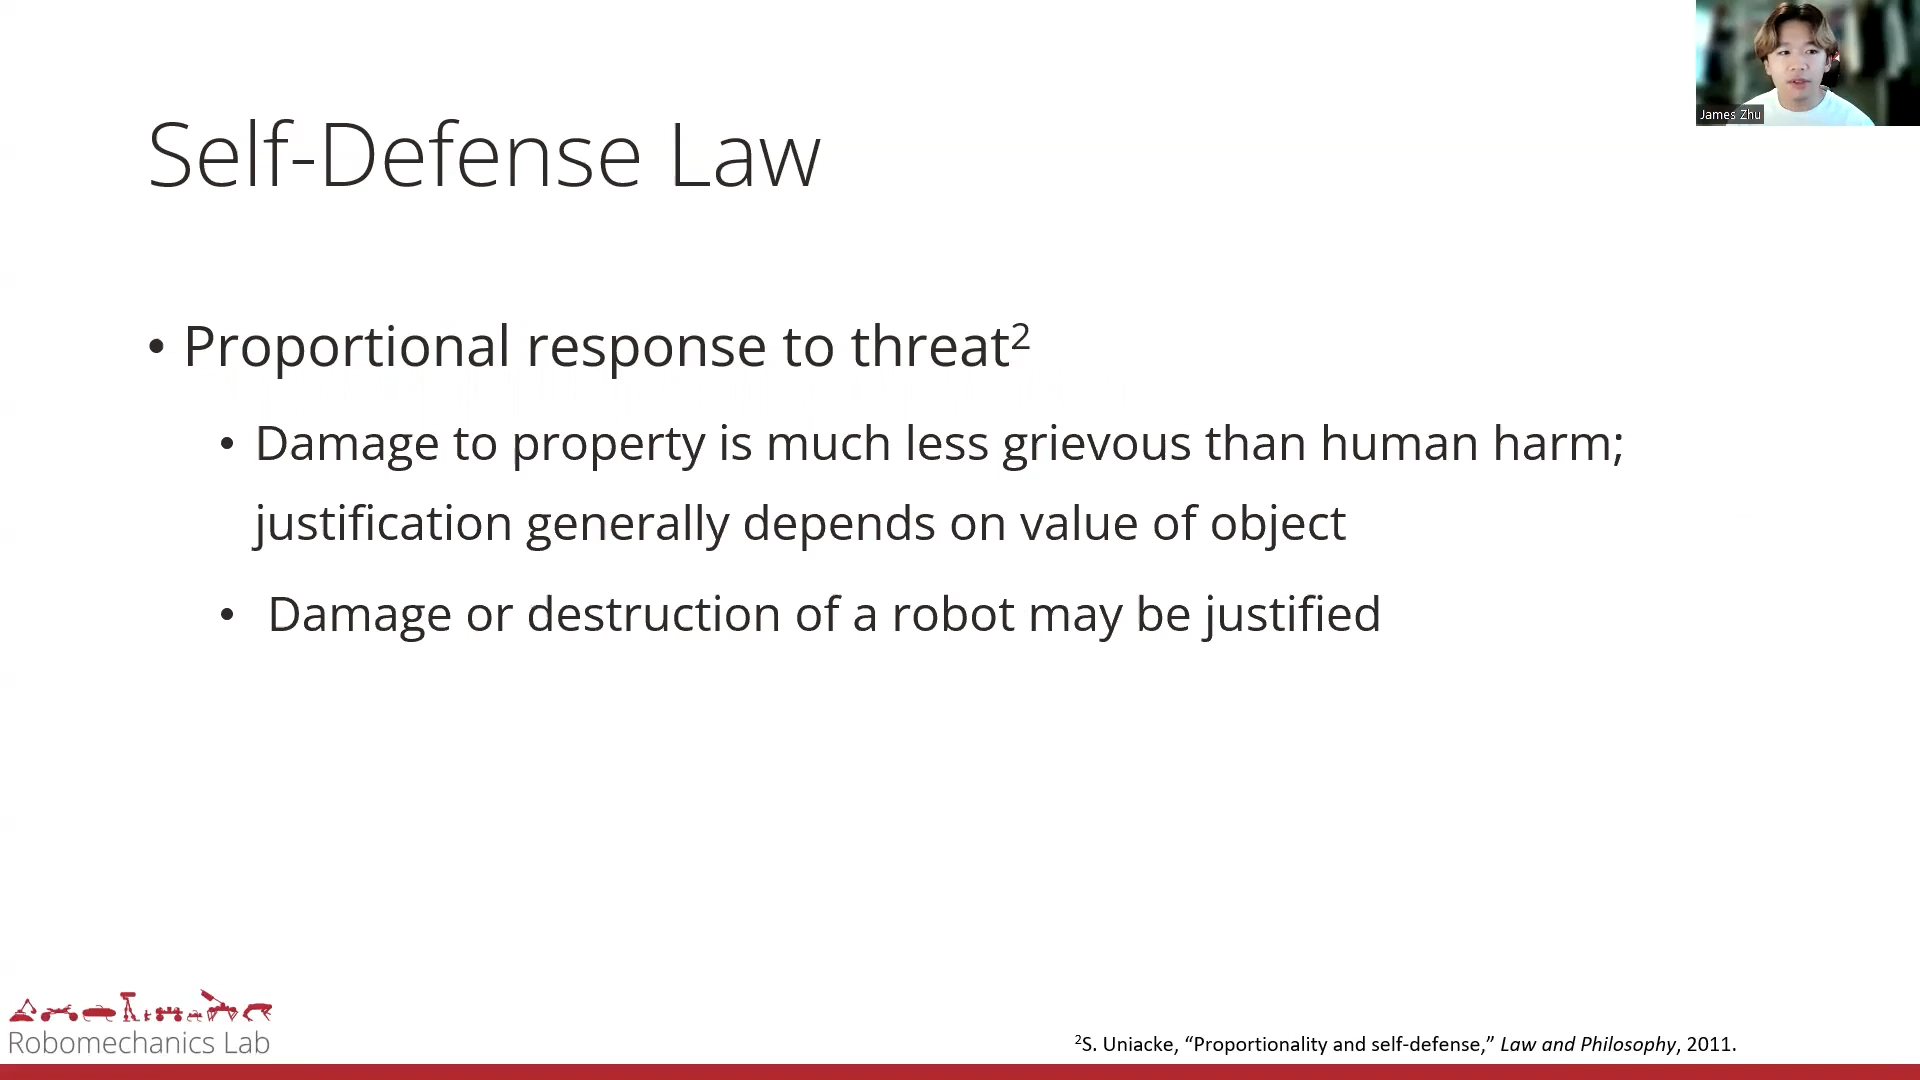 James Zhu
Self-Defense Law
• Proportional response to threat²
• Damage to property is much less grievous than human harm;
justification generally depends on value of object
• Damage or destruction of a robot may be justified
Robomechanics Lab
²S. Uniacke, “Proportionality and self-defense,” Law and Philosophy, 2011.